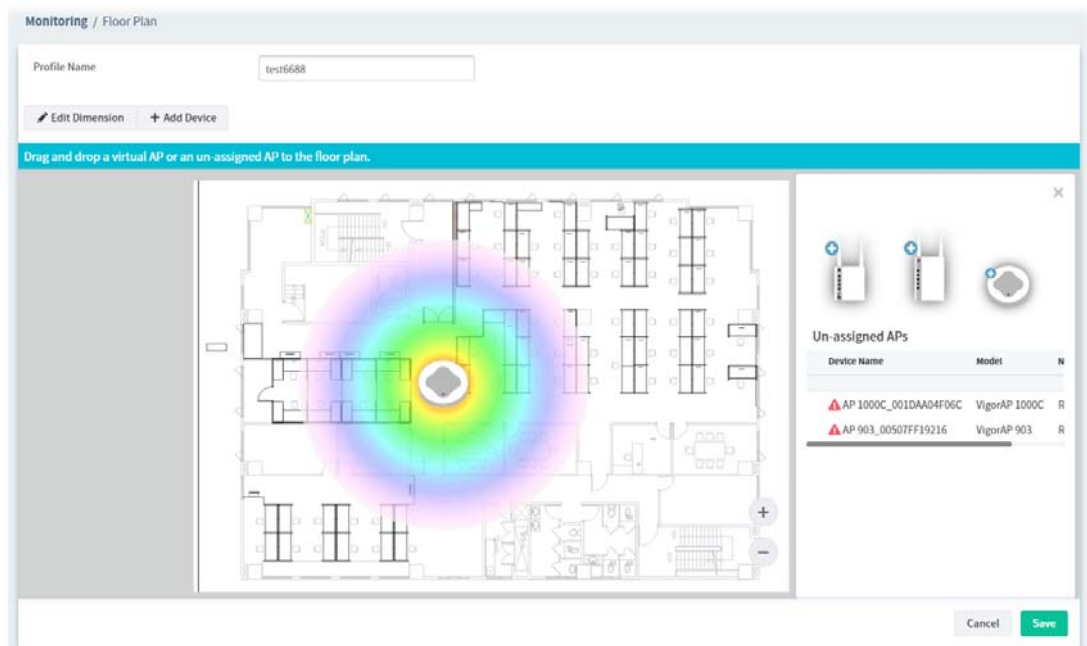 Monitoring / Floor Plan
Profile Name
test6688
Edit Dimension
+ Add Device
Drag and drop a virtual AP or an un-assigned AP to the floor plan.
Un-assigned APs
Device Name Model N
AP 1000C_001DAA04F06C VigorAP 1000C R
AP 903_00507FF19216 VigorAP 903 R
Cancel Save